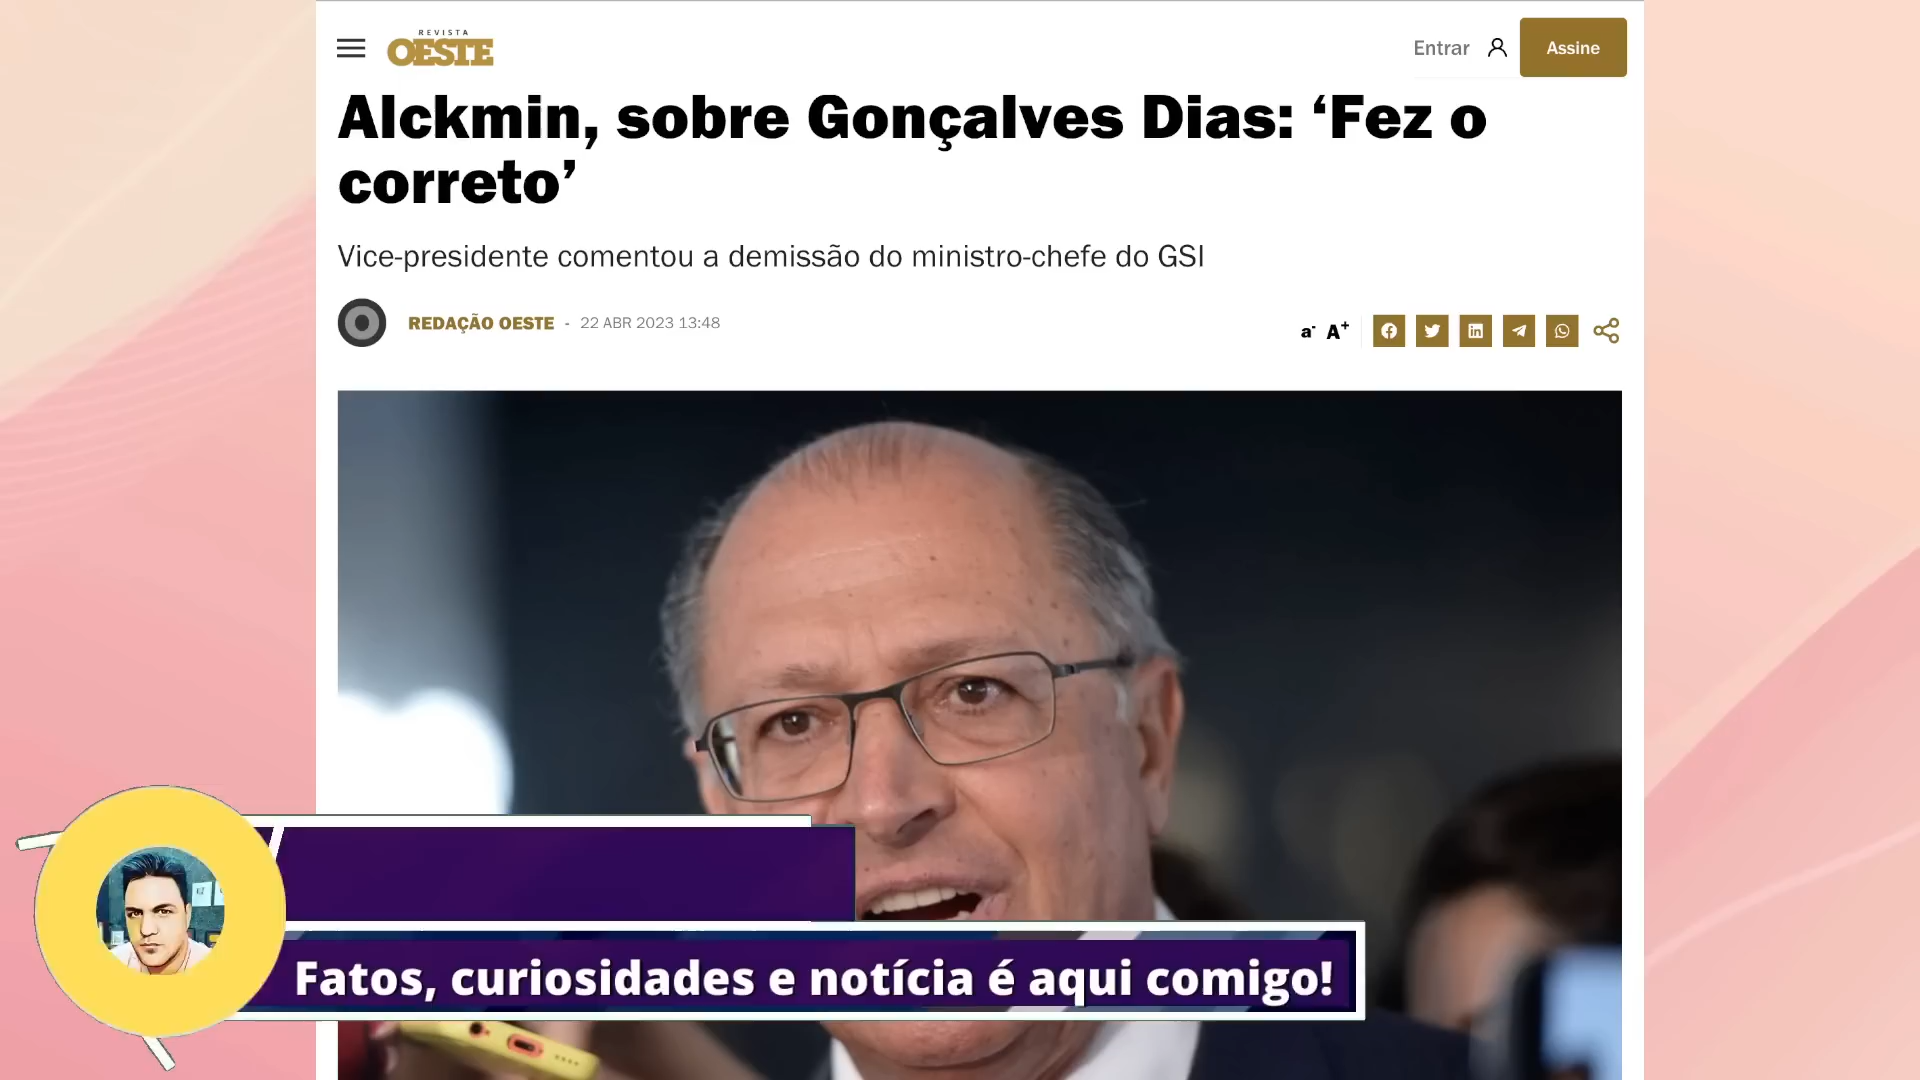 REVISTA
OESTE
Entrar
Assine
Alckmin, sobre Gonçalves Dias: ‘Fez o
correto’
Vice-presidente comentou a demissão do ministro-chefe do GSI
REDAÇÃO OESTE - 22 ABR 2023 13:48
a- A+
Fatos, curiosidades e notícia é aqui comigo!